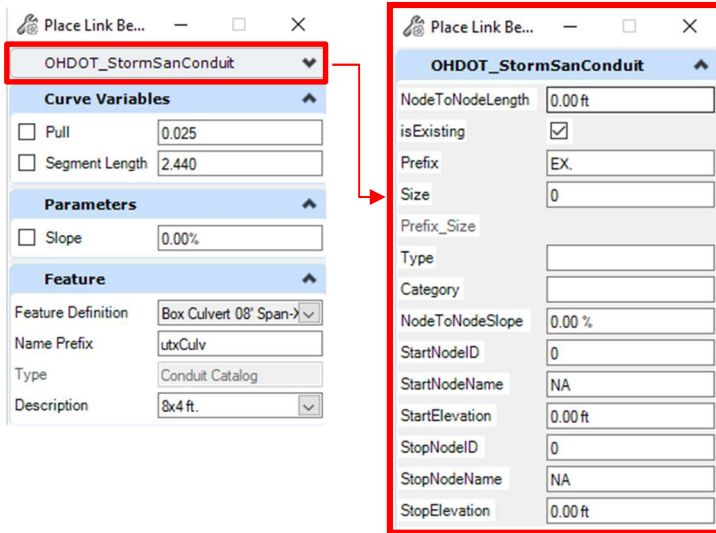 Place Link Be...
OHDOT_StormSanConduit
Curve Variables
Pull 0.025
Segment Length 2.440
Parameters
Slope 0.00%
Feature
Feature Definition Box Culvert 08' Span-X
Name Prefix utxCulv
Type Conduit Catalog
Description 8x4 ft.
Place Link Be...
OHDOT_StormSanConduit
NodeToNodeLength 0.00 ft
isExisting
Prefix EX.
Size 0
Prefix_Size
Type
Category
NodeToNodeSlope 0.00 %
StartNodeID 0
StartNodeName NA
StartElevation 0.00 ft
StopNodeID 0
StopNodeName NA
StopElevation 0.00 ft